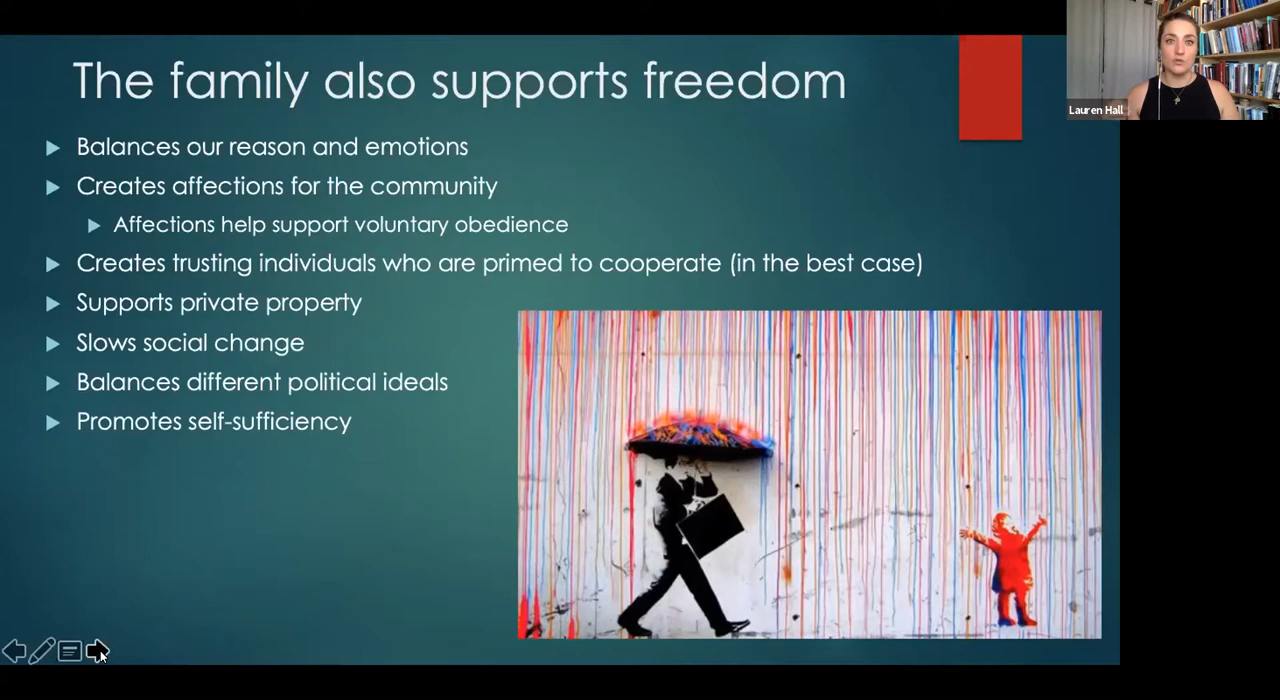 The family also supports freedom
Lauren Hall
Balances our reason and emotions
Creates affections for the community
Affections help support voluntary obedience
Creates trusting individuals who are primed to cooperate (in the best case)
Supports private property
Slows social change
Balances different political ideals
Promotes self-sufficiency